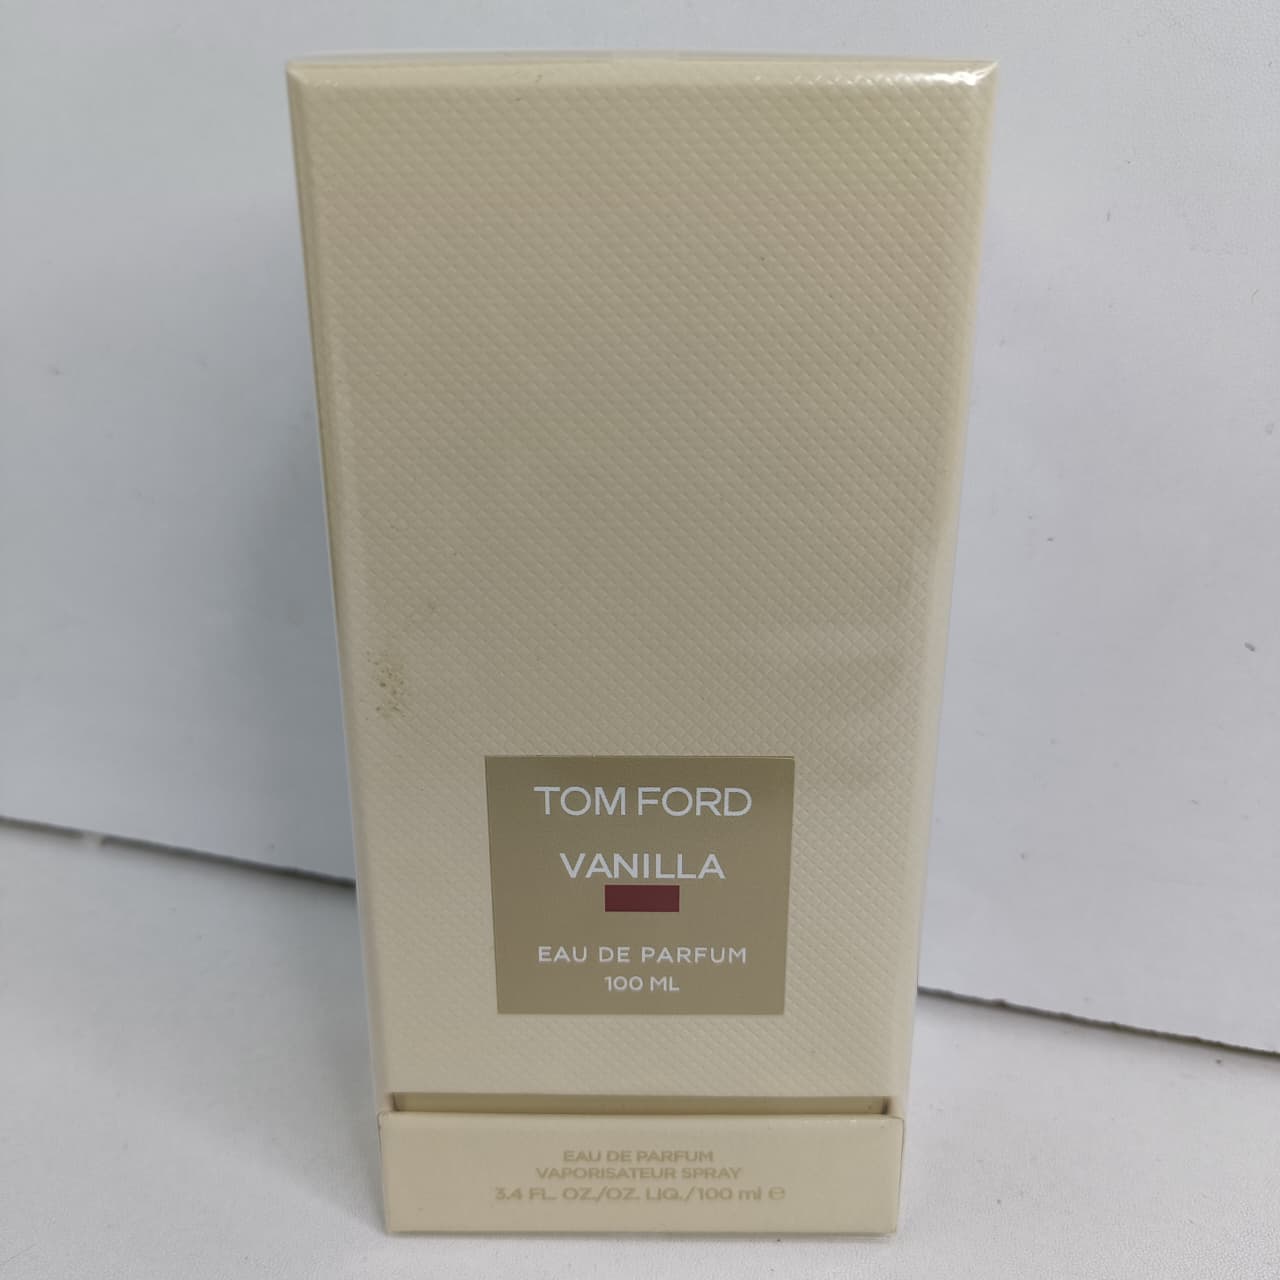 TOM FORD
VANILLA
EAU DE PARFUM
100 ML
EAU DE PARFUM
VAPORISATEUR SPRAY
3.4 FL. OZ./OZ. LIQ./100 ml ℮